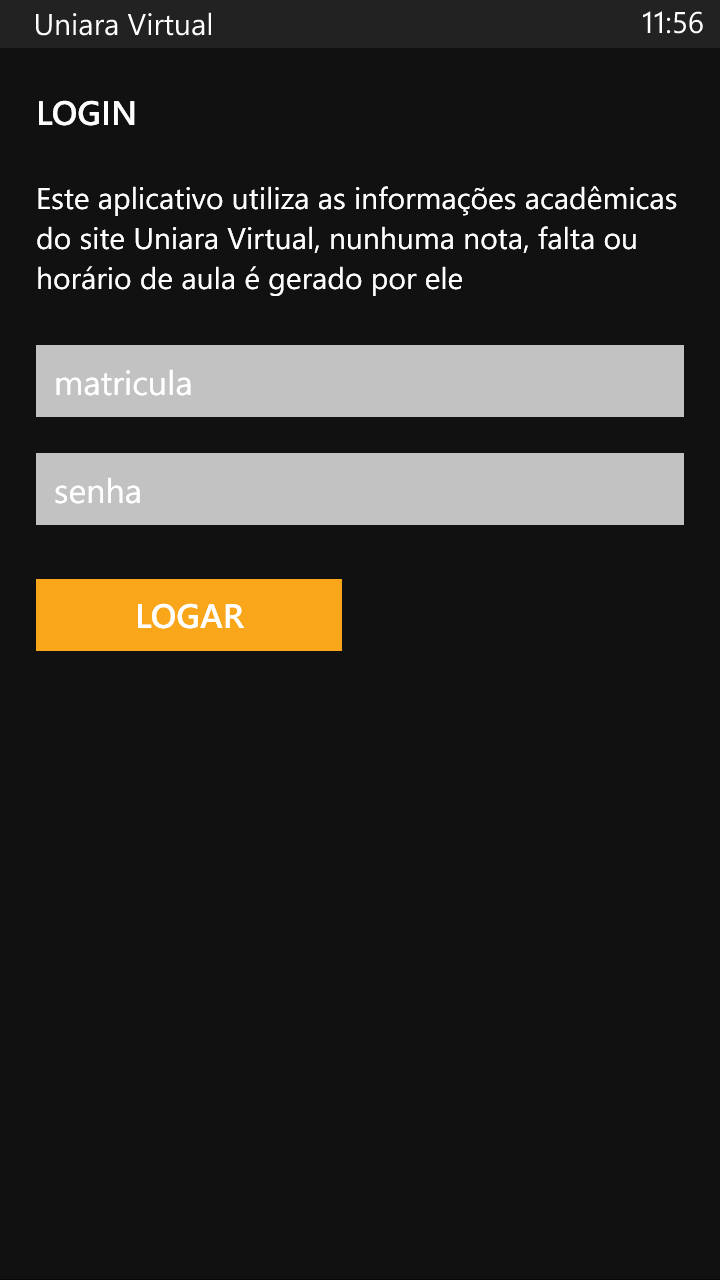 Uniara Virtual 11:56
LOGIN
Este aplicativo utiliza as informações acadêmicas
do site Uniara Virtual, nunhuma nota, falta ou
horário de aula é gerado por ele
matricula
senha
LOGAR